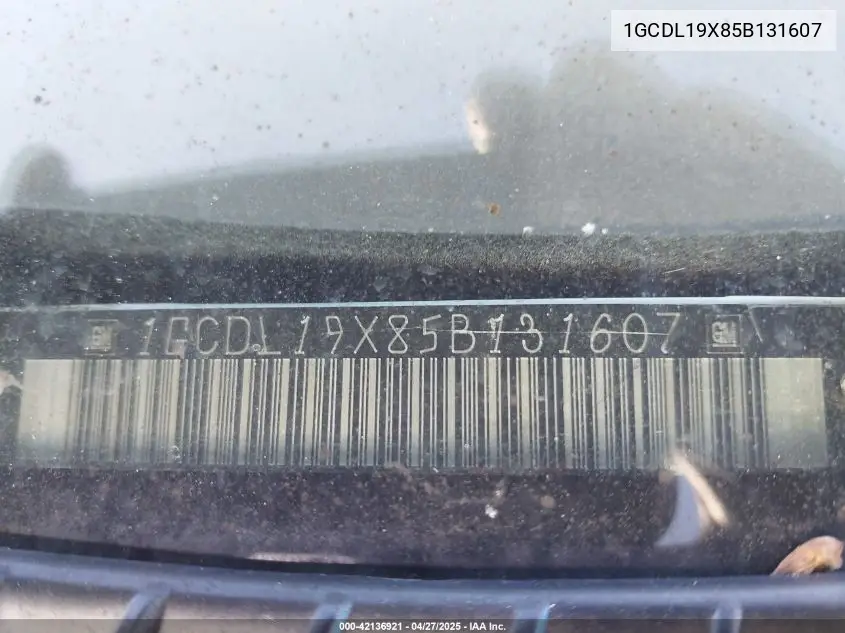 1GCDL19X85B131607
GM 1GCDL19X85B131607 GM
000-42136921 - 04/27/2025 - IAA Inc.